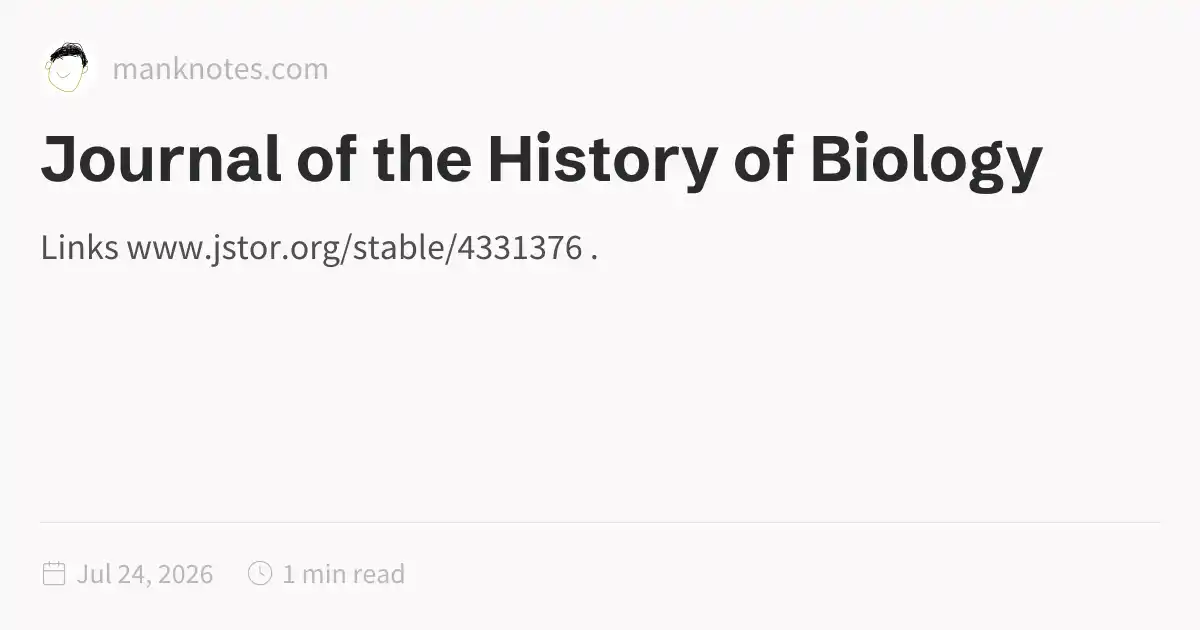 manknotes.com
Journal of the History of Biology
Links www.jstor.org/stable/4331376 .
Jul 24, 2026 1 min read